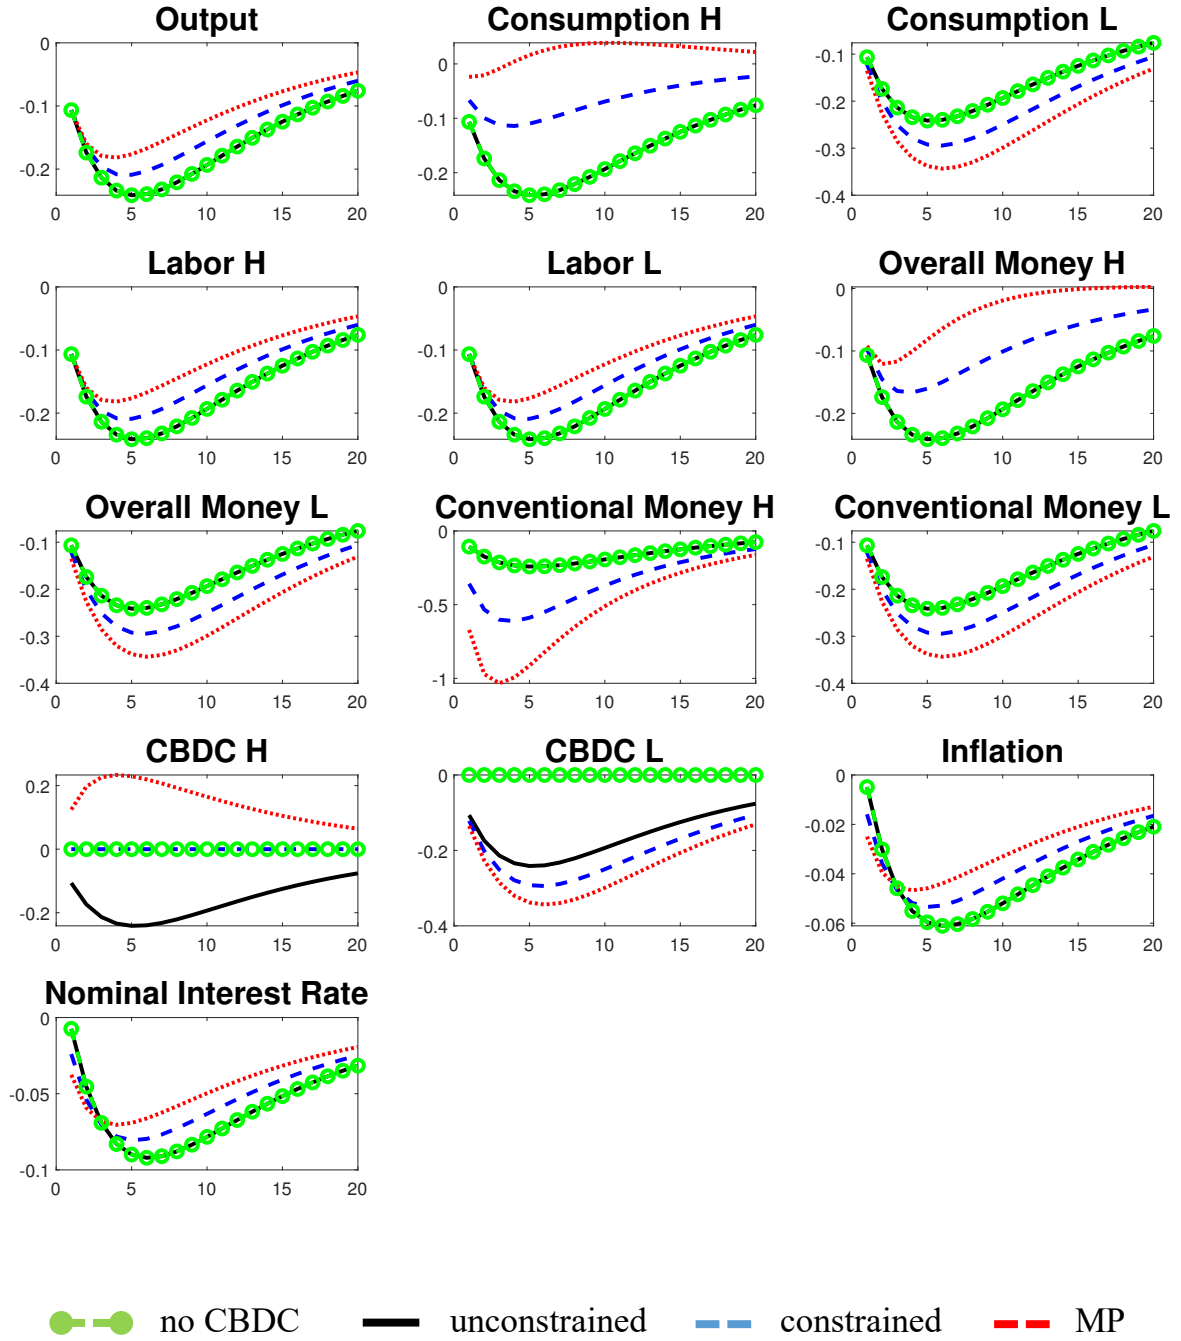 Output
Consumption H
Consumption L
0
-0.1
-0.2
0 5 10 15 20
0
-0.1
-0.2
0 5 10 15 20
-0.1
-0.2
-0.3
-0.4
0 5 10 15 20
Labor H
Labor L
Overall Money H
0
-0.1
-0.2
0 5 10 15 20
0
-0.1
-0.2
0 5 10 15 20
0
-0.1
-0.2
0 5 10 15 20
Overall Money L
Conventional Money H
Conventional Money L
-0.1
-0.2
-0.3
-0.4
0 5 10 15 20
0
-0.5
-1
0 5 10 15 20
-0.1
-0.2
-0.3
-0.4
0 5 10 15 20
CBDC H
CBDC L
Inflation
0.2
0
-0.2
0 5 10 15 20
0
-0.2
-0.4
0 5 10 15 20
0
-0.02
-0.04
-0.06
0 5 10 15 20
Nominal Interest Rate
0
-0.05
-0.1
0 5 10 15 20
no CBDC
unconstrained
constrained
MP